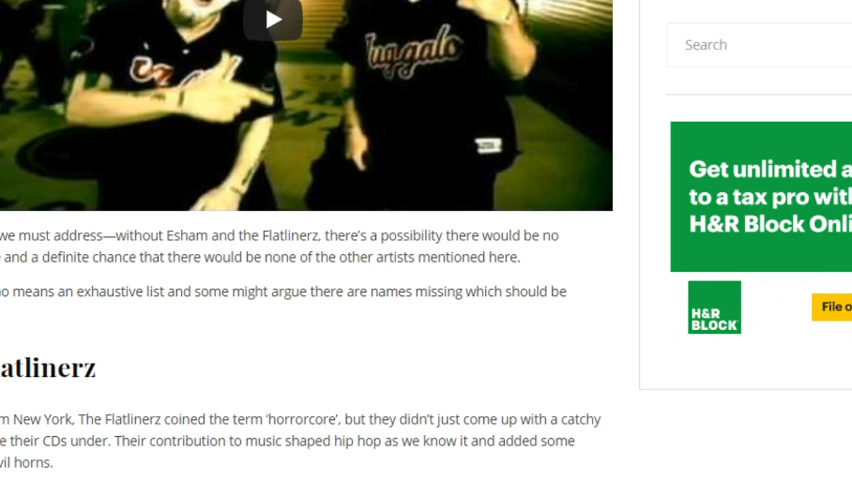 Juggalo
Search
Get unlimited a
to a tax pro wit
H&R Block Onli
we must address—without Esham and the Flatlinerz, there's a possibility there would be no
and a definite chance that there would be none of the other artists mentioned here.
no means an exhaustive list and some might argue there are names missing which should be
H&R
BLOCK
File o
atlinerz
m New York, The Flatlinerz coined the term 'horrorcore', but they didn't just come up with a catchy
e their CDs under. Their contribution to music shaped hip hop as we know it and added some
vil horns.